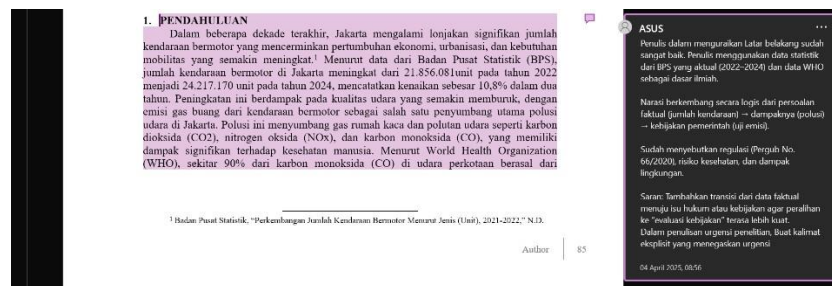 1. PENDAHULUAN
Dalam beberapa dekade terakhir, Jakarta mengalami lonjakan signifikan jumlah
kendaraan bermotor yang mencerminkan pertumbuhan ekonomi, urbanisasi, dan kebutuhan
mobilitas yang semakin meningkat.¹ Menurut data dari Badan Pusat Statistik (BPS),
jumlah kendaraan bermotor di Jakarta meningkat dari 21.856.081unit pada tahun 2022
menjadi 24.217.170 unit pada tahun 2024, mencatatkan kenaikan sebesar 10,8% dalam dua
tahun. Peningkatan ini berdampak pada kualitas udara yang semakin memburuk, dengan
emisi gas buang dari kendaraan bermotor sebagai salah satu penyumbang utama polusi
udara di Jakarta. Polusi ini menyumbang gas rumah kaca dan polutan udara seperti karbon
dioksida (CO2), nitrogen oksida (NOx), dan karbon monoksida (CO), yang memiliki
dampak signifikan terhadap kesehatan manusia. Menurut World Health Organization
(WHO), sekitar 90% dari karbon monoksida (CO) di udara perkotaan berasal dari
¹ Badan Pusat Statistik, "Perkembangan Jumlah Kendaraan Bermotor Menurut Jenis (Unit), 2021-2022," N.D.
Author 85
ASUS
Penulis dalam menguraikan Latar belakang sudah
sangat baik. Penulis menggunakan data statistik
dari BPS yang aktual (2022–2024) dan data WHO
sebagai dasar ilmiah.
Narasi berkembang secara logis dari persoalan
faktual (jumlah kendaraan) → dampaknya (polusi)
→ kebijakan pemerintah (uji emisi).
Sudah menyebutkan regulasi (Pergub No.
66/2020), risiko kesehatan, dan dampak
lingkungan.
Saran: Tambahkan transisi dari data faktual
menuju isu hukum atau kebijakan agar peralihan
ke "evaluasi kebijakan" terasa lebih kuat.
Dalam penulisan urgensi penelitian, Buat kalimat
eksplisit yang menegaskan urgensi
04 April 2025, 08:56